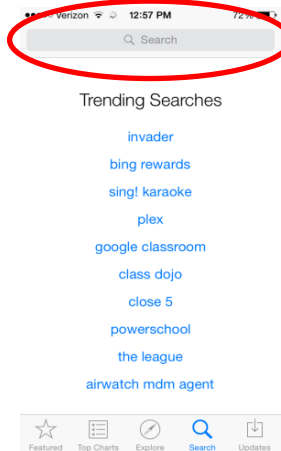 Verizon 12:57 PM 72%
Search
Trending Searches
invader
bing rewards
sing! karaoke
plex
google classroom
class dojo
close 5
powerschool
the league
airwatch mdm agent
Featured Top Charts Explore Search Updates